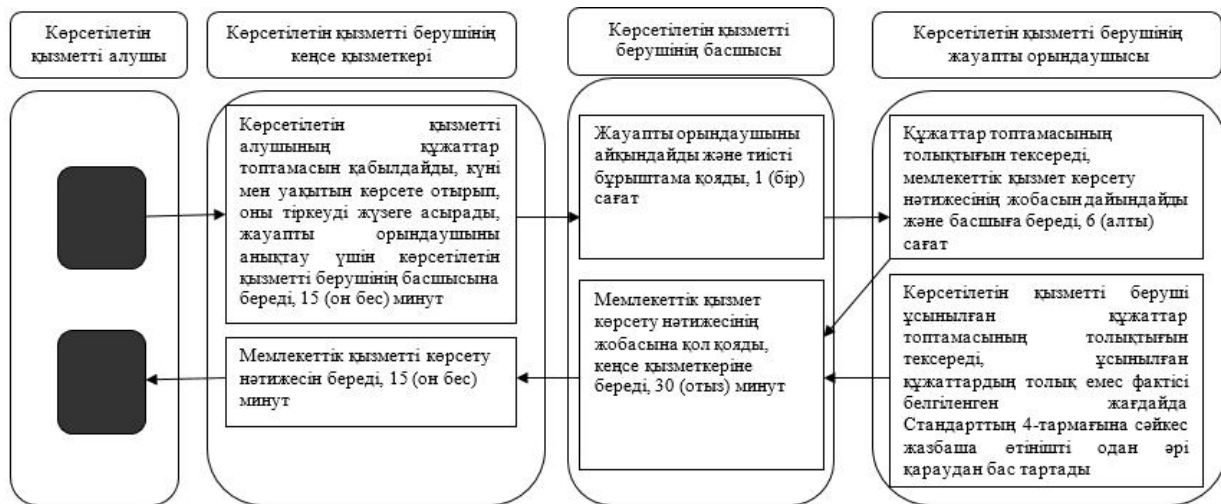 Көрсетілетін
қызметті алушы
Көрсетілетін қызметті берушінің
кеңсе қызметкері
Көрсетілетін қызметті
берушінің басшысы
Көрсетілетін қызметті берушінің
жауапты орындаушысы
Көрсетілетін қызметті
алушының құжаттар
топтамасын қабылдайды, күні
мен уақытын көрсете отырып,
оны тіркеуді жүзеге асырады,
жауапты орындаушыны
анықтау үшін көрсетілетін
қызметті берушінің басшысына
береді, 15 (он бес) минут
Жауапты орындаушыны
айқындайды және тиісті
бұрыштама қояды, 1 (бір)
сағат
Құжаттар топтамасының
толықтығын тексереді,
мемлекеттік қызмет көрсету
нәтижесінің жобасын дайындайды
және басшыға береді, 6 (алты)
сағат
Көрсетілетін қызметті беруші
ұсынылған құжаттар
топтамасының толықтығын
тексереді, ұсынылған
құжаттардың толық емес фактісі
белгіленген жағдайда
Стандарттың 4-тармағына сәйкес
жазбаша өтінішті одан әрі
қараудан бас тартады
Мемлекеттік қызмет
көрсету нәтижесінің
жобасына қол қояды,
кеңсе қызметкеріне
береді, 30 (отыз) минут
Мемлекеттік қызметті көрсету
нәтижесін береді, 15 (он бес)
минут